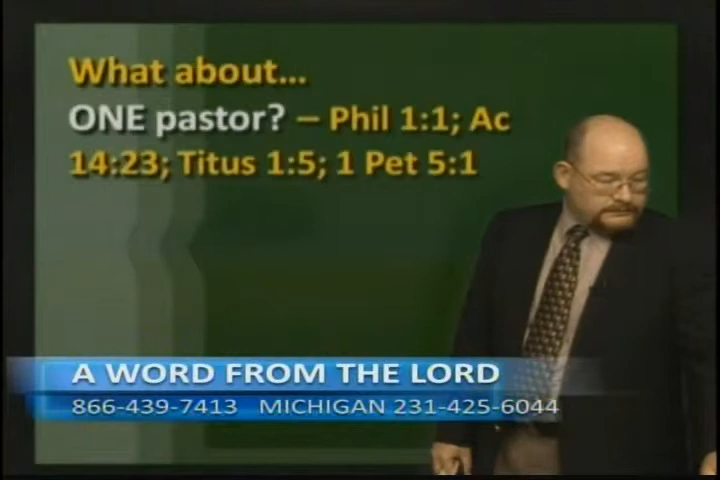 What about...
ONE pastor? – Phil 1:1; Ac
14:23; Titus 1:5; 1 Pet 5:1
A WORD FROM THE LORD
866-439-7413 MICHIGAN 231-425-6044